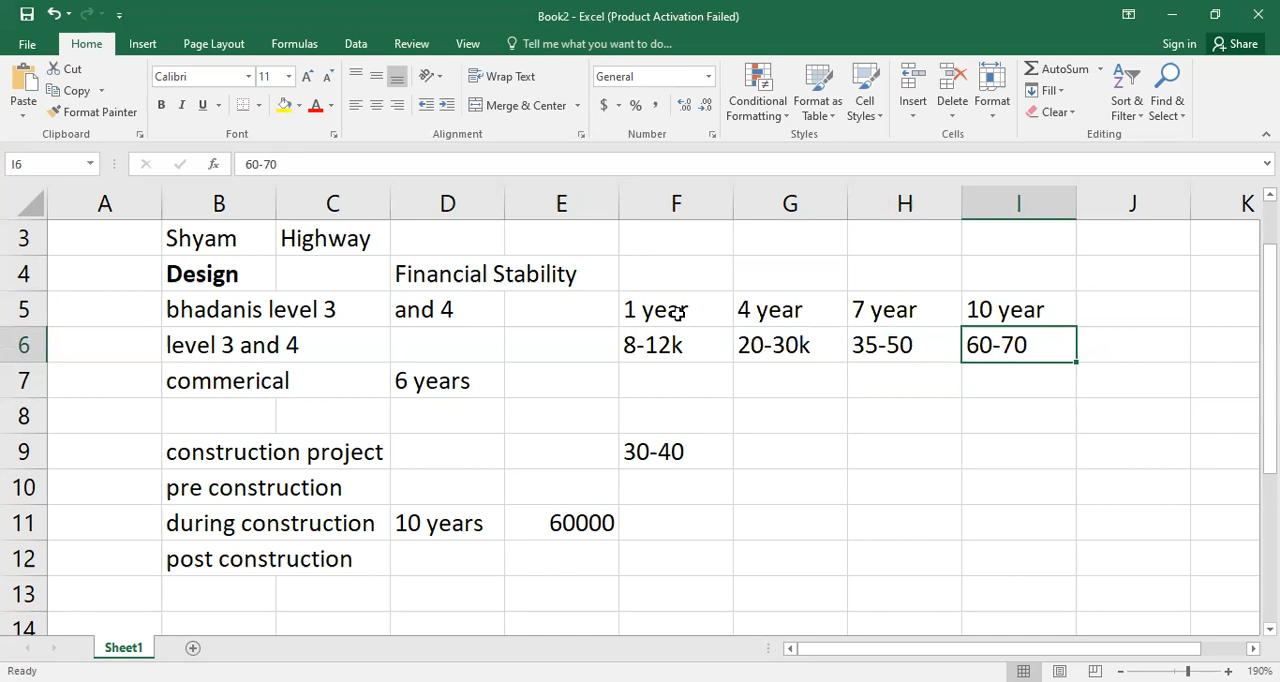 Book2 - Excel (Product Activation Failed)
File Home Insert Page Layout Formulas Data Review View Tell me what you want to do... Sign in Share
Paste Cut Copy Format Painter Clipboard
Calibri 11 B I U A Font
Wrap Text Merge & Center Alignment
General $ % , Number
Conditional Formatting Format as Table Cell Styles Styles
Insert Delete Format Cells
AutoSum Fill Clear Sort & Filter Find & Select Editing
I6 fx 60-70
A B C D E F G H I J K
3 Shyam Highway
4 Design Financial Stability
5 bhadanis level 3 and 4 1 year 4 year 7 year 10 year
6 level 3 and 4 8-12k 20-30k 35-50 60-70
7 commerical 6 years
8
9 construction project 30-40
10 pre construction
11 during construction 10 years 60000
12 post construction
13
14
Sheet1
Ready 190%